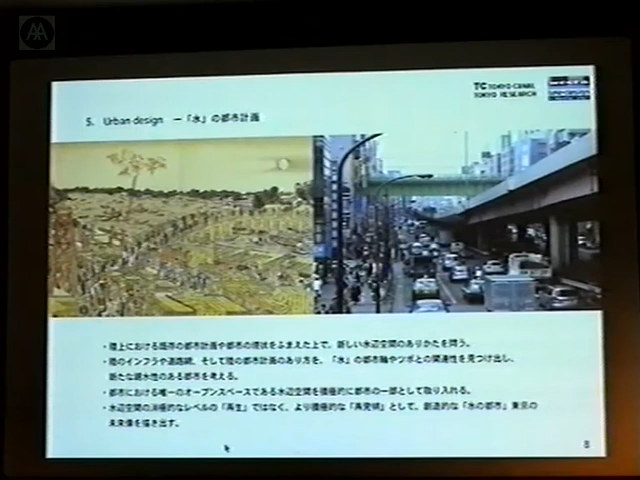 AA
TC TOKYO CANAL
TOKYO RESEARCH
5. Urban design ー「水」の都市計画
・陸上における既存の都市計画や都市の現状をふまえた上で、新しい水辺空間のありかたを問う。
・陸のインフラや道路網、そして陸の都市計画のあり方を、「水」の都市軸やツボとの関連性を見つけ出し、
新たな親水性のある都市を考える。
・都市における唯一のオープンスペースである水辺空間を積極的に都市の一部として取り入れる。
・水辺空間の消極的なレベルの「再生」ではなく、より積極的な「再発明」として、創造的な「水の都市」東京の
未来像を描き出す。
8